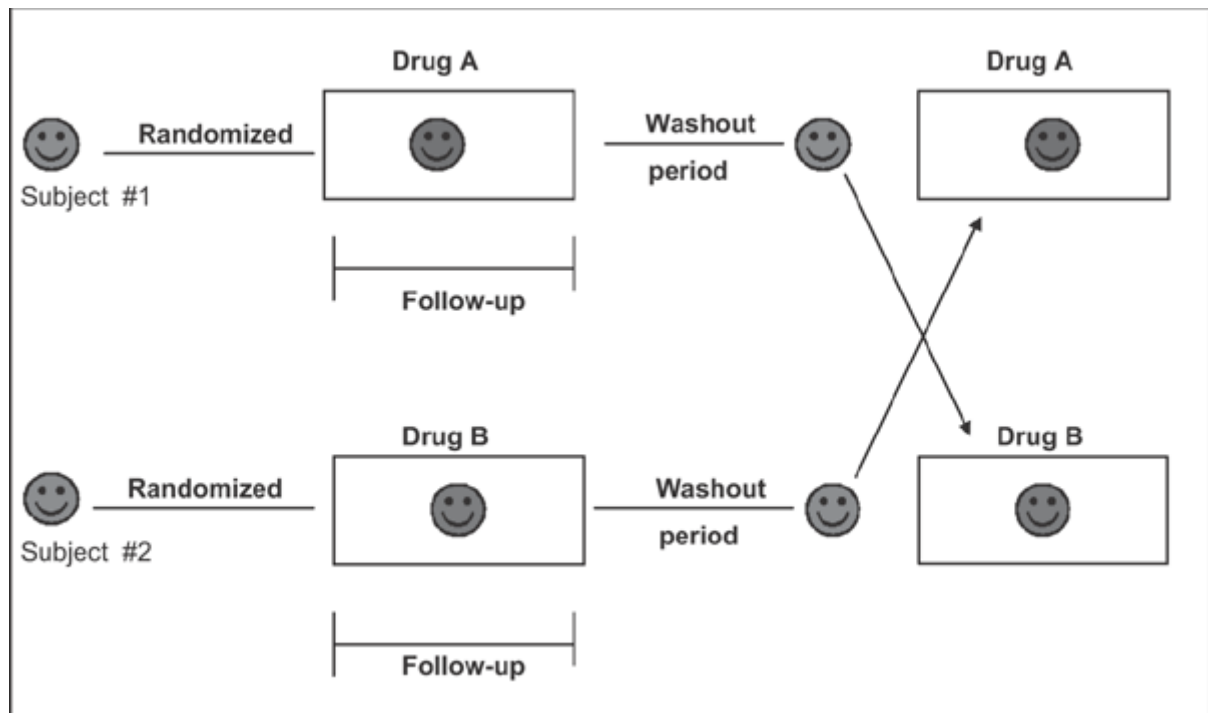 Drug A
Drug A
Randomized
Washout
period
Subject #1
Follow-up
Drug B
Drug B
Randomized
Washout
period
Subject #2
Follow-up